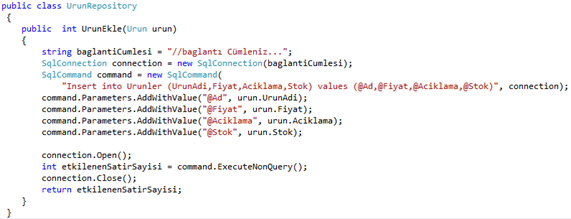 public class UrunRepository
{
public int UrunEkle(Urun urun)
{
string baglantiCumlesi = "//baglantı Cümleniz...";
SqlConnection connection = new SqlConnection(baglantiCumlesi);
SqlCommand command = new SqlCommand(
"Insert into Urunler (UrunAdi,Fiyat,Aciklama,Stok) values (@Ad,@Fiyat,@Aciklama,@Stok)", connection);
command.Parameters.AddWithValue("@Ad", urun.UrunAdi);
command.Parameters.AddWithValue("@Fiyat", urun.Fiyat);
command.Parameters.AddWithValue("@Aciklama", urun.Aciklama);
command.Parameters.AddWithValue("@Stok", urun.Stok);
connection.Open();
int etkilenenSatirSayisi = command.ExecuteNonQuery();
connection.Close();
return etkilenenSatirSayisi;
}
}